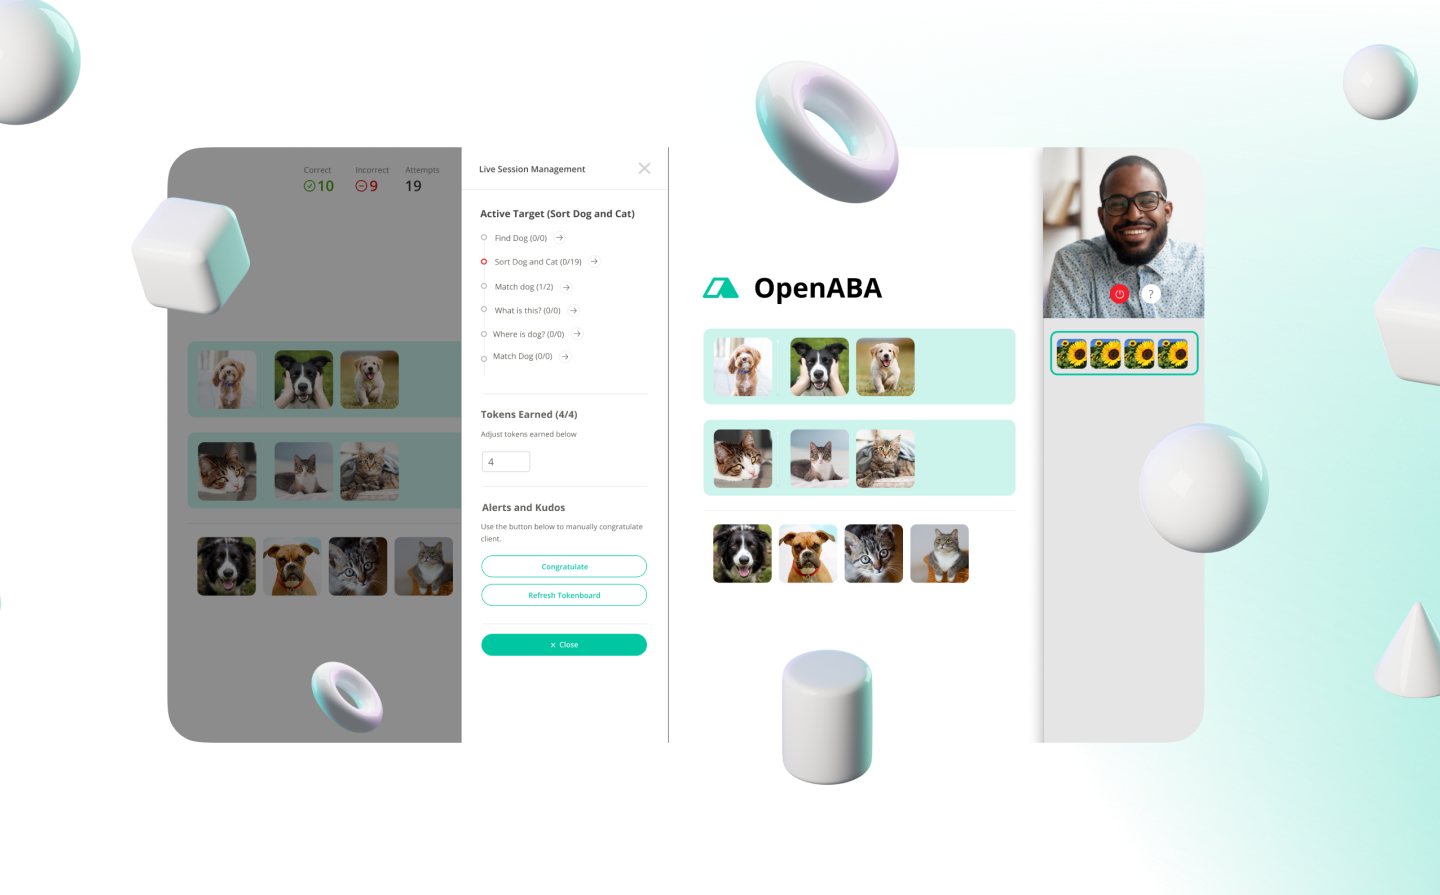 Correct
Incorrect
Attempts
10
9
19
Live Session Management
Active Target (Sort Dog and Cat)
Find Dog (0/0)
Sort Dog and Cat (0/19)
Match dog (1/2)
What is this? (0/0)
Where is dog? (0/0)
Match Dog (0/0)
Tokens Earned (4/4)
Adjust tokens earned below
4
Alerts and Kudos
Use the button below to manually congratulate
client.
Congratulate
Refresh Tokenboard
× Close
OpenABA
?